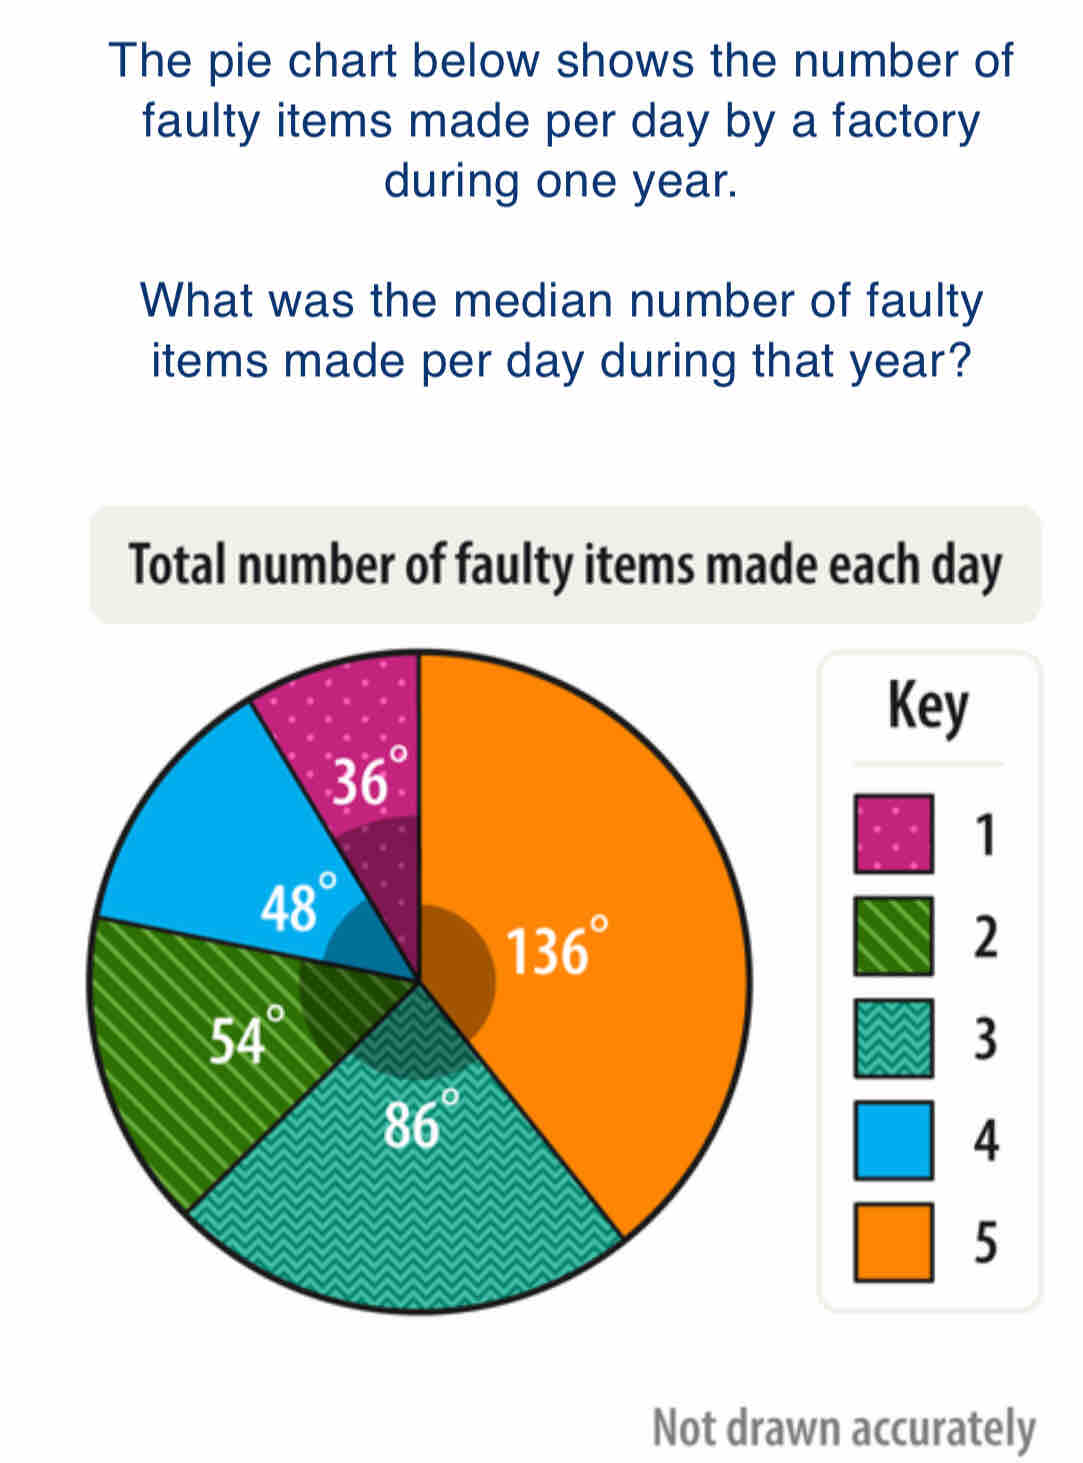 The pie chart below shows the number of
faulty items made per day by a factory
during one year.
What was the median number of faulty
items made per day during that year?
Total number of faulty items made each day
36°
48°
136°
54°
86°
Key
1
2
3
4
5
Not drawn accurately